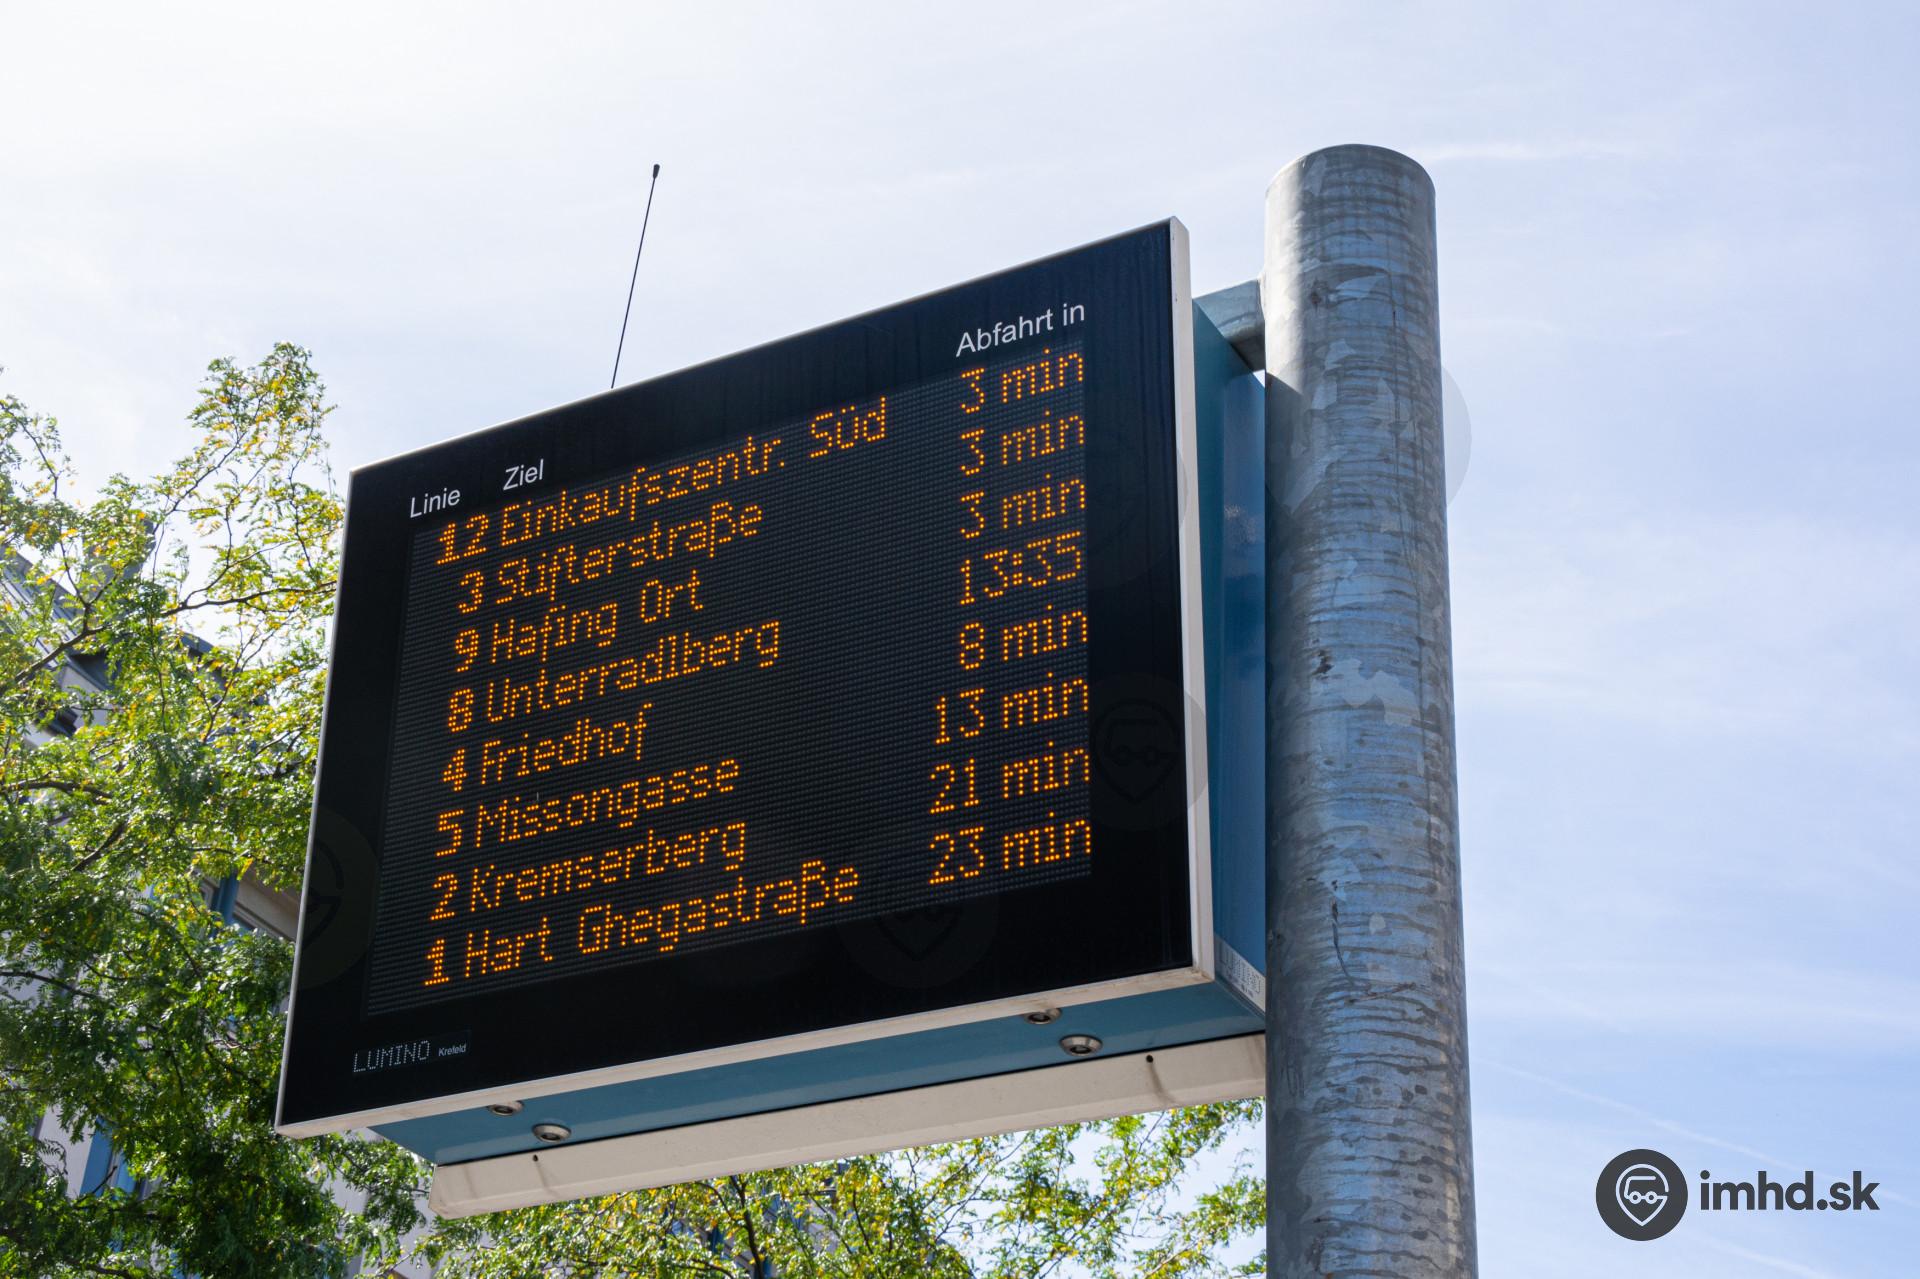 Linie Ziel Abfahrt in
12 Einkaufszentr. Süd 3 min
3 Stifterstraße 3 min
9 Hafing Ort 3 min
8 Unterradlberg 13:35
4 Friedhof 8 min
5 Missongasse 13 min
2 Kremserberg 21 min
1 Hart Ghegastraße 23 min
LUMINO Krefeld
imhd.sk